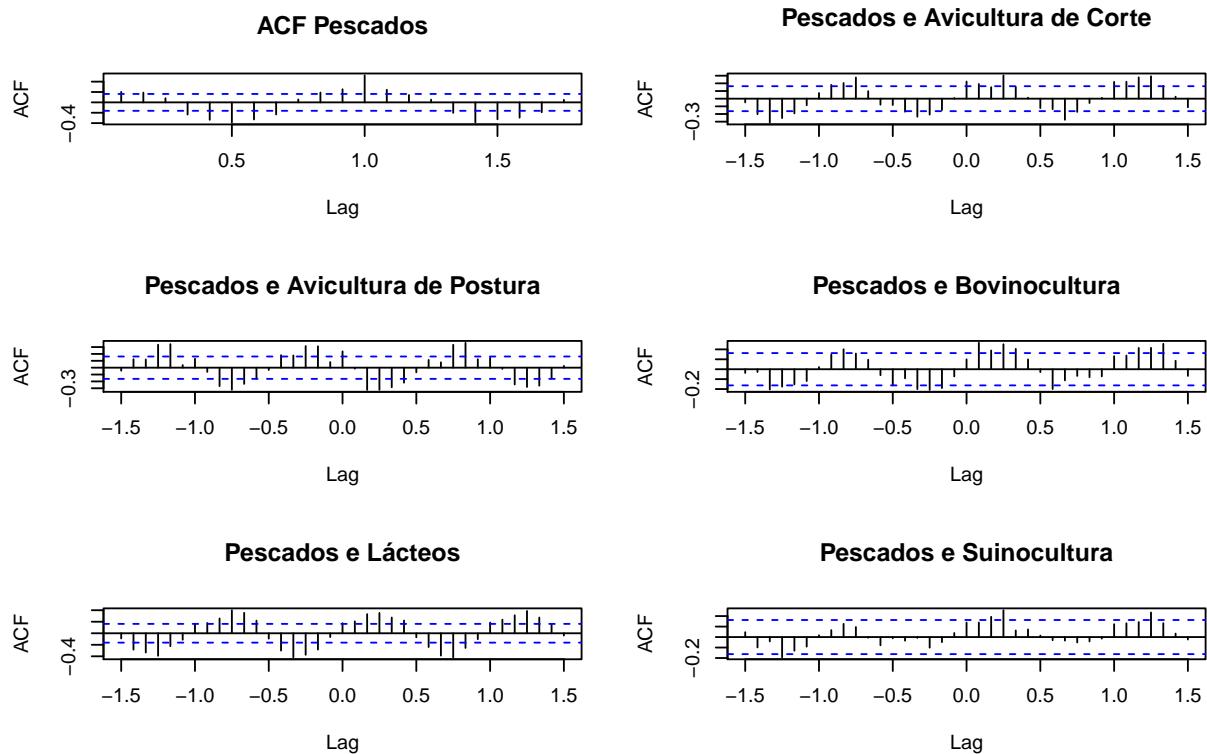 ACF Pescados
ACF
−0.4
0.5 1.0 1.5
Lag
Pescados e Avicultura de Corte
ACF
−0.3
−1.5 −1.0 −0.5 0.0 0.5 1.0 1.5
Lag
Pescados e Avicultura de Postura
ACF
−0.3
−1.5 −1.0 −0.5 0.0 0.5 1.0 1.5
Lag
Pescados e Bovinocultura
ACF
−0.2
−1.5 −1.0 −0.5 0.0 0.5 1.0 1.5
Lag
Pescados e Lácteos
ACF
−0.4
−1.5 −1.0 −0.5 0.0 0.5 1.0 1.5
Lag
Pescados e Suinocultura
ACF
−0.2
−1.5 −1.0 −0.5 0.0 0.5 1.0 1.5
Lag